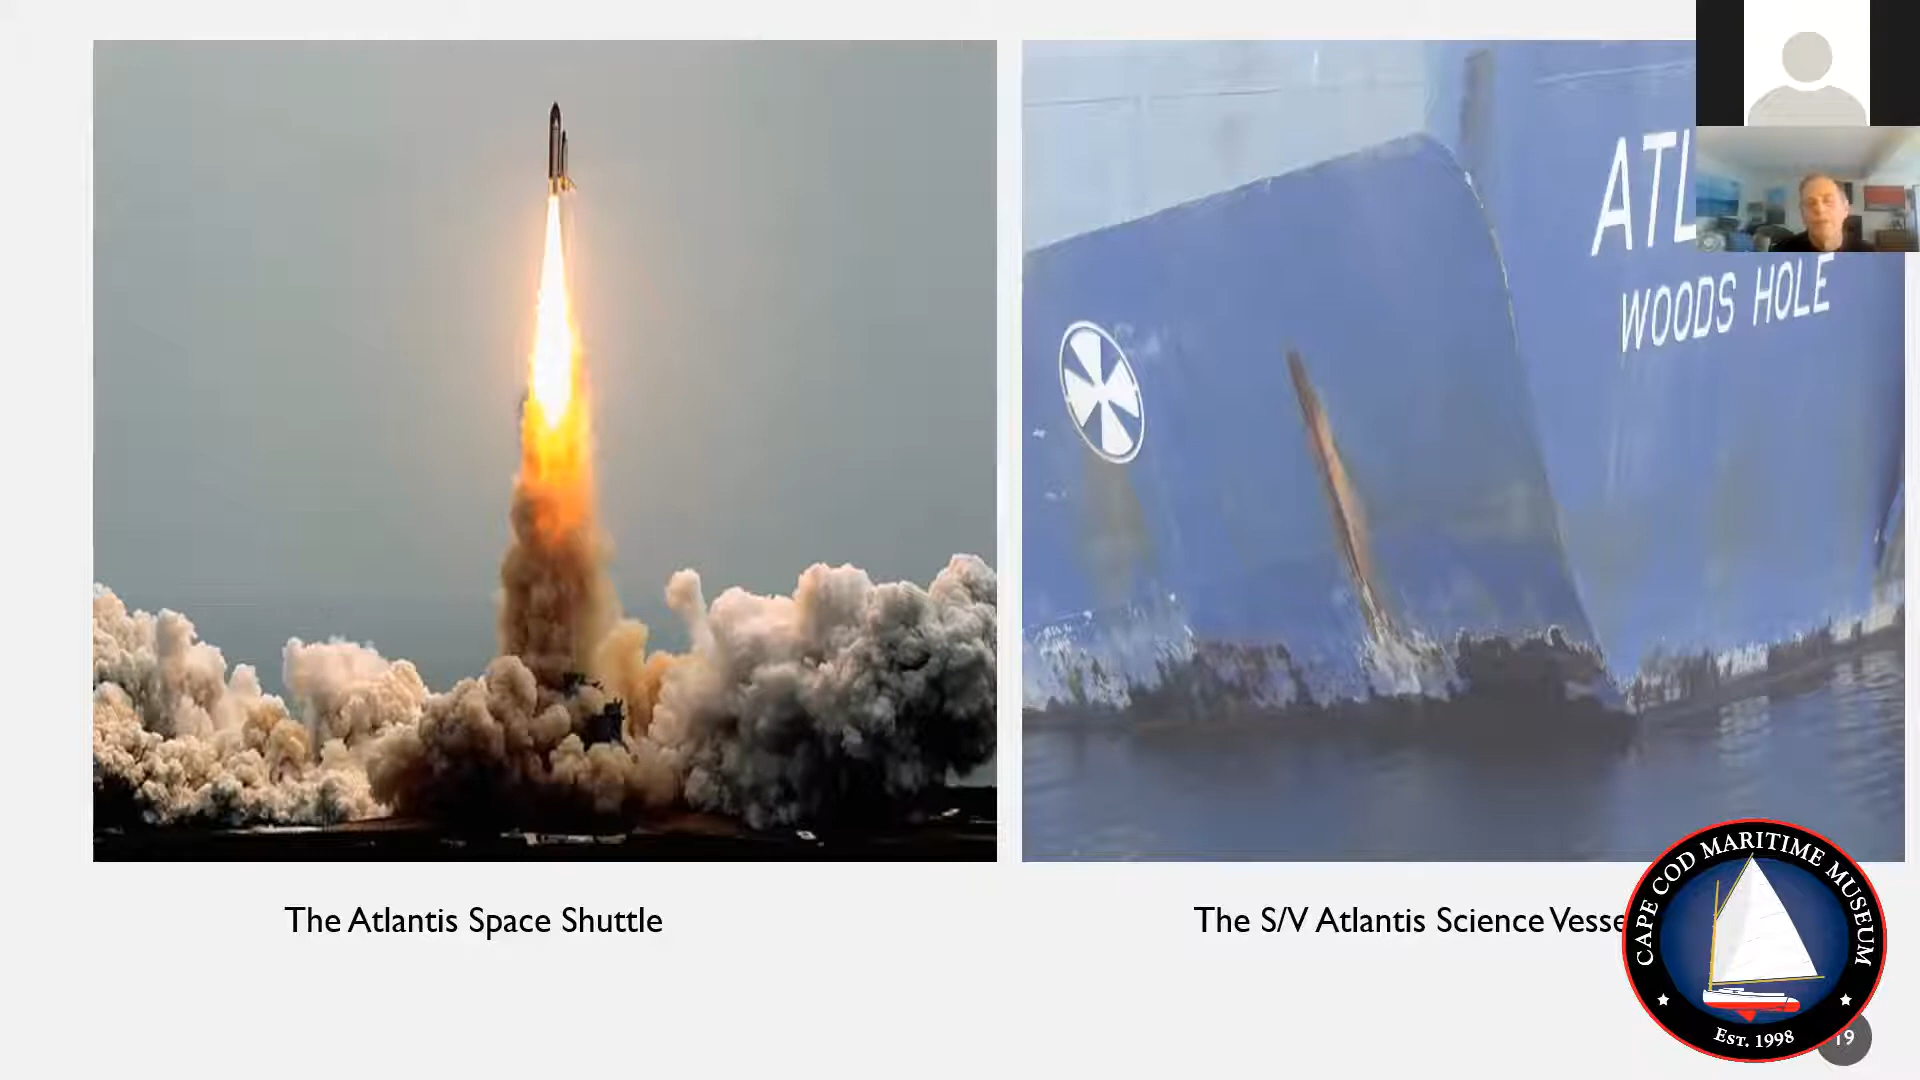 ATL
WOODS HOLE
The Atlantis Space Shuttle
The S/V Atlantis Science Vesse
CAPE COD MARITIME MUSEUM
EST. 1998
19